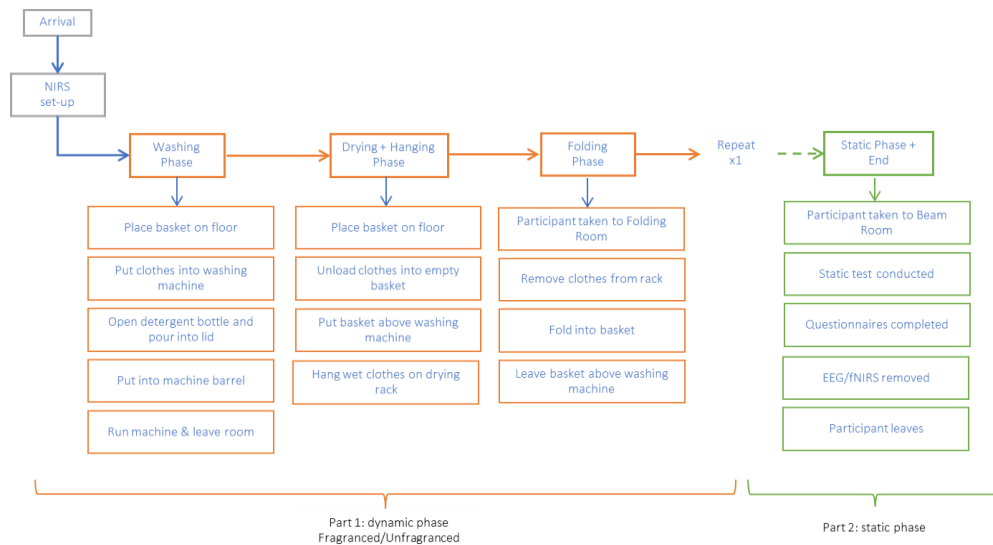 Arrival
NIRS
set-up
Washing
Phase
Drying + Hanging
Phase
Folding
Phase
Repeat
x1
Static Phase +
End
Place basket on floor
Put clothes into washing
machine
Open detergent bottle and
pour into lid
Put into machine barrel
Run machine & leave room
Place basket on floor
Unload clothes into empty
basket
Put basket above washing
machine
Hang wet clothes on drying
rack
Participant taken to Folding
Room
Remove clothes from rack
Fold into basket
Leave basket above washing
machine
Participant taken to Beam
Room
Static test conducted
Questionnaires completed
EEG/fNIRS removed
Participant leaves
Part 1: dynamic phase
Fragranced/Unfragranced
Part 2: static phase